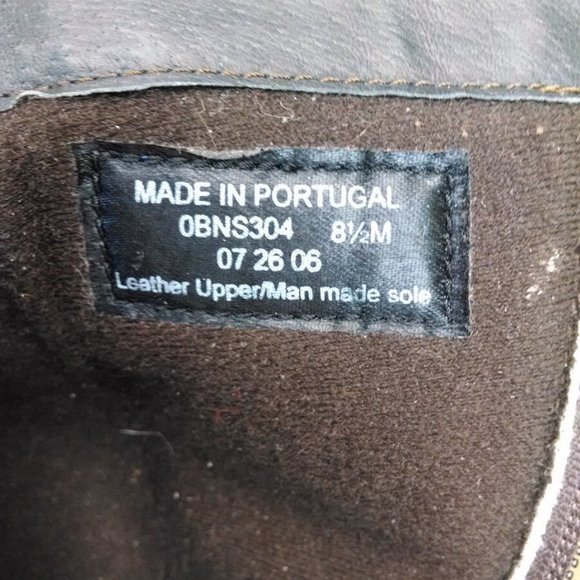 MADE IN PORTUGAL
0BNS304 8½M
07 26 06
Leather Upper/Man made sole